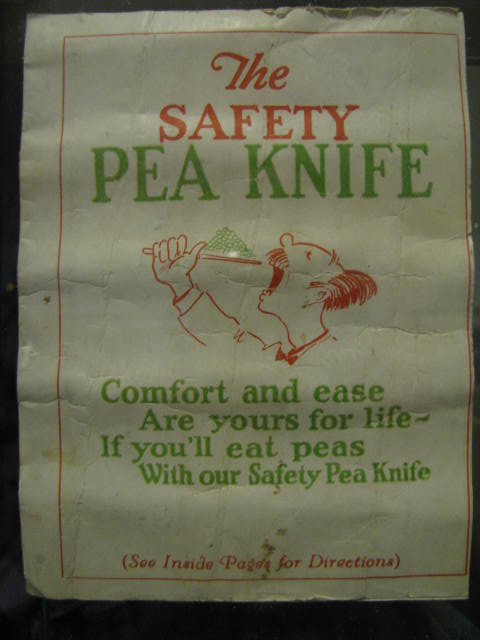 The
SAFETY
PEA KNIFE
Comfort and ease
Are yours for life~
If you'll eat peas
With our Safety Pea Knife
(See Inside Pages for Directions)